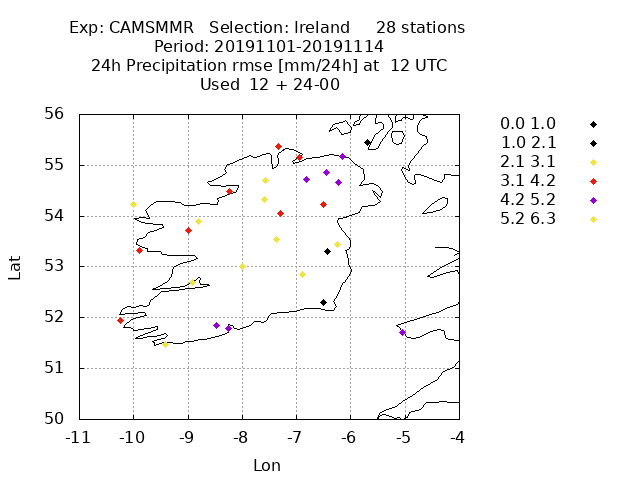 Exp: CAMSMMR   Selection: Ireland     28 stations
Period: 20191101-20191114
24h Precipitation rmse [mm/24h] at  12 UTC
Used  12 + 24-00
56
55
54
53
52
51
50
-11 -10 -9 -8 -7 -6 -5 -4
Lat
Lon
0.0 1.0
1.0 2.1
2.1 3.1
3.1 4.2
4.2 5.2
5.2 6.3